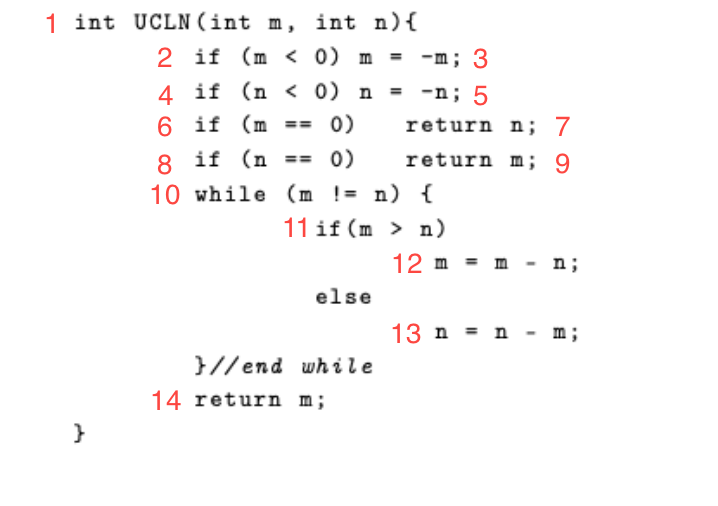 1 int UCLN(int m, int n){
2 if (m < 0) m = -m; 3
4 if (n < 0) n = -n; 5
6 if (m == 0) return n; 7
8 if (n == 0) return m; 9
10 while (m != n) {
11 if(m > n)
12 m = m - n;
else
13 n = n - m;
}//end while
14 return m;
}